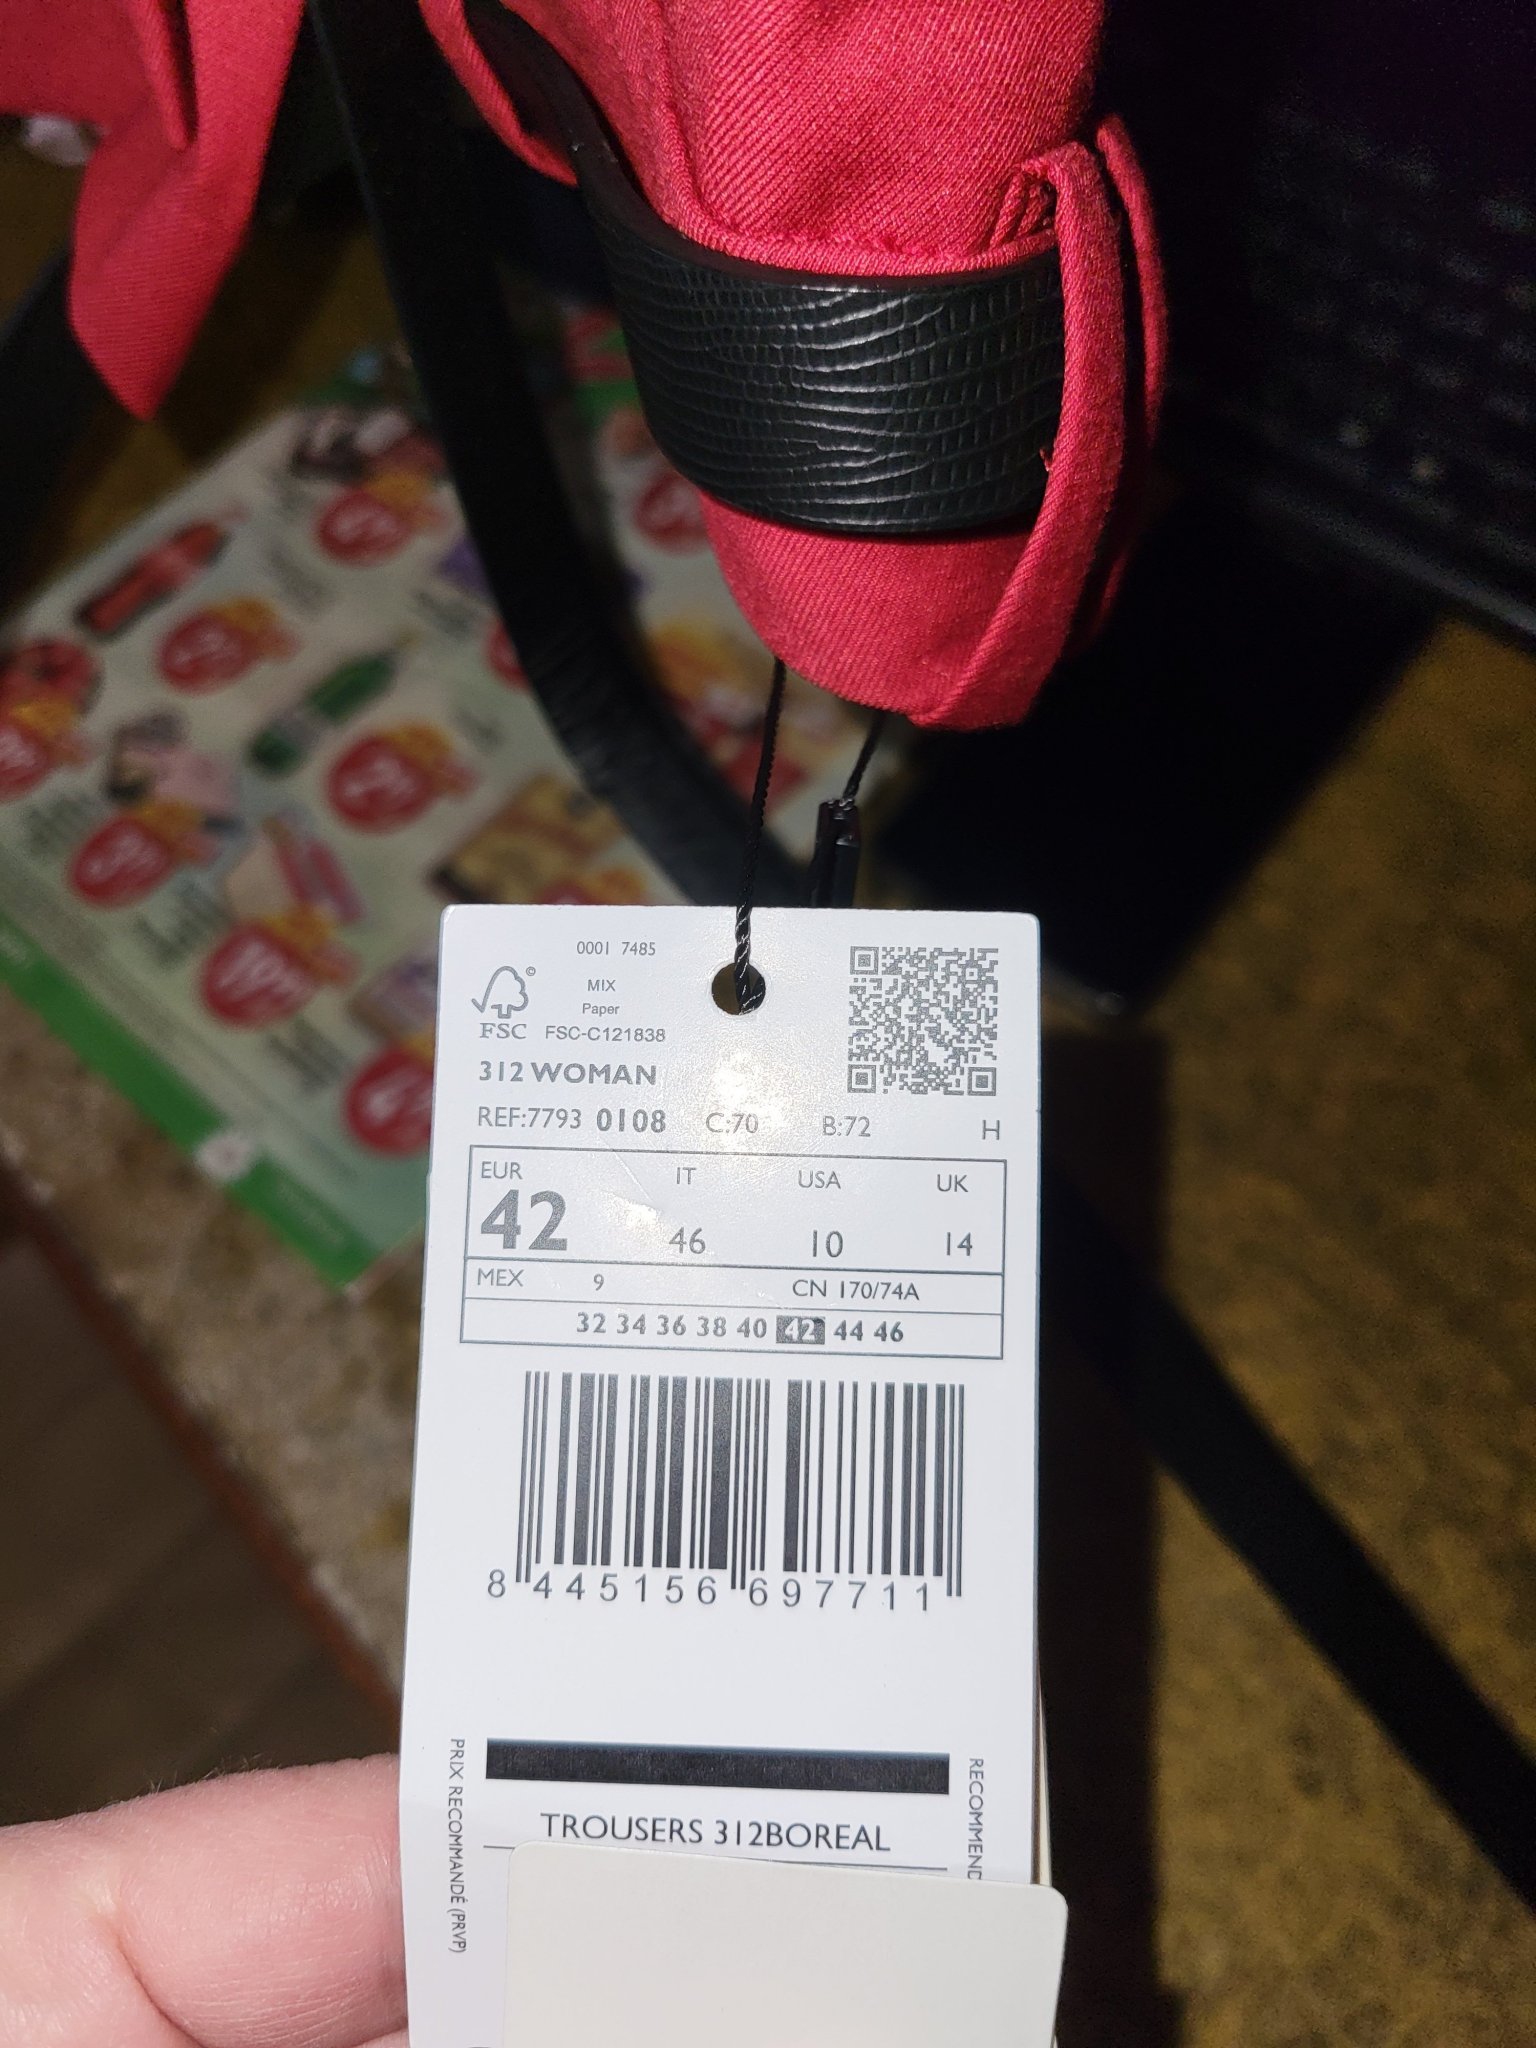 0001 7485
MIX
Paper
FSC FSC-C121838
312 WOMAN
REF:7793 0108 C:70 B:72 H
EUR IT USA UK
42 46 10 14
MEX 9 CN 170/74A
32 34 36 38 40 42 44 46
8 445156 697711
TROUSERS 312BOREAL
PRIX RECOMMANDÉ (PRVP)
RECOMMEND